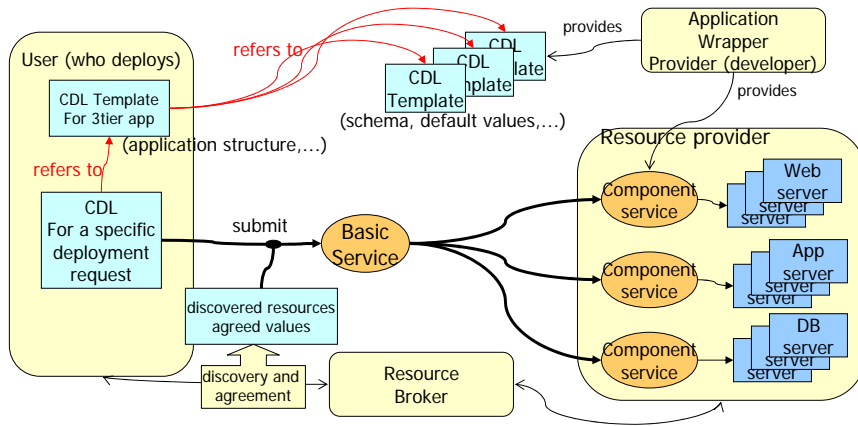 User (who deploys)
CDL Template
For 3tier app
(application structure,…)
refers to
CDL
For a specific
deployment
request
refers to
CDL
Template
CDL
Template
CDL
Template
(schema, default values,…)
provides
Application
Wrapper
Provider (developer)
provides
submit
Basic
Service
discovered resources
agreed values
discovery and
agreement
Resource
Broker
Resource provider
Component
service
Web
server
server
Component
service
App
server
server
Component
service
DB
server
server